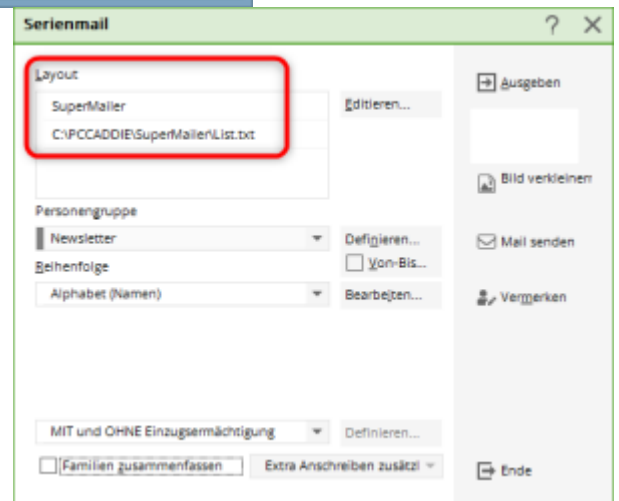 Serienmail
Layout
SuperMailer
C:\PCCADDIE\SuperMailer\List.txt
Editieren...
Personengruppe
Newsletter
Definieren...
Von-Bis...
Reihenfolge
Alphabet (Namen)
Bearbeiten...
MIT und OHNE Einzugsermächtigung
Definieren...
Familien zusammenfassen
Extra Anschreiben zusätzl
Ausgeben
Bild verkleinern
Mail senden
Vermerken
Ende